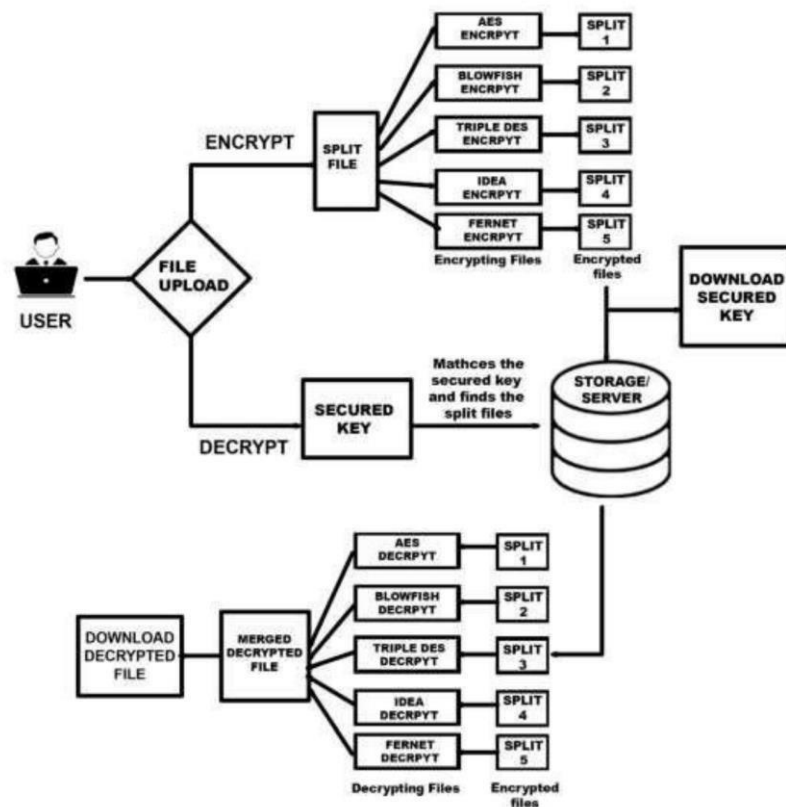 AES
ENCRPYT
SPLIT
1
BLOWFISH
ENCRPYT
SPLIT
2
ENCRYPT
SPLIT
FILE
TRIPLE DES
ENCRPYT
SPLIT
3
IDEA
ENCRPYT
SPLIT
4
FERNET
ENCRPYT
SPLIT
5
Encrypting Files
Encrypted
files
USER
FILE
UPLOAD
DOWNLOAD
SECURED
KEY
DECRYPT
SECURED
KEY
Mathces the
secured key
and finds the
split files
STORAGE/
SERVER
AES
DECRPYT
SPLIT
1
BLOWFISH
DECRPYT
SPLIT
2
DOWNLOAD
DECRYPTED
FILE
MERGED
DECRYPTED
FILE
TRIPLE DES
DECRPYT
SPLIT
3
IDEA
DECRPYT
SPLIT
4
FERNET
DECRPYT
SPLIT
5
Decrypting Files
Encrypted
files